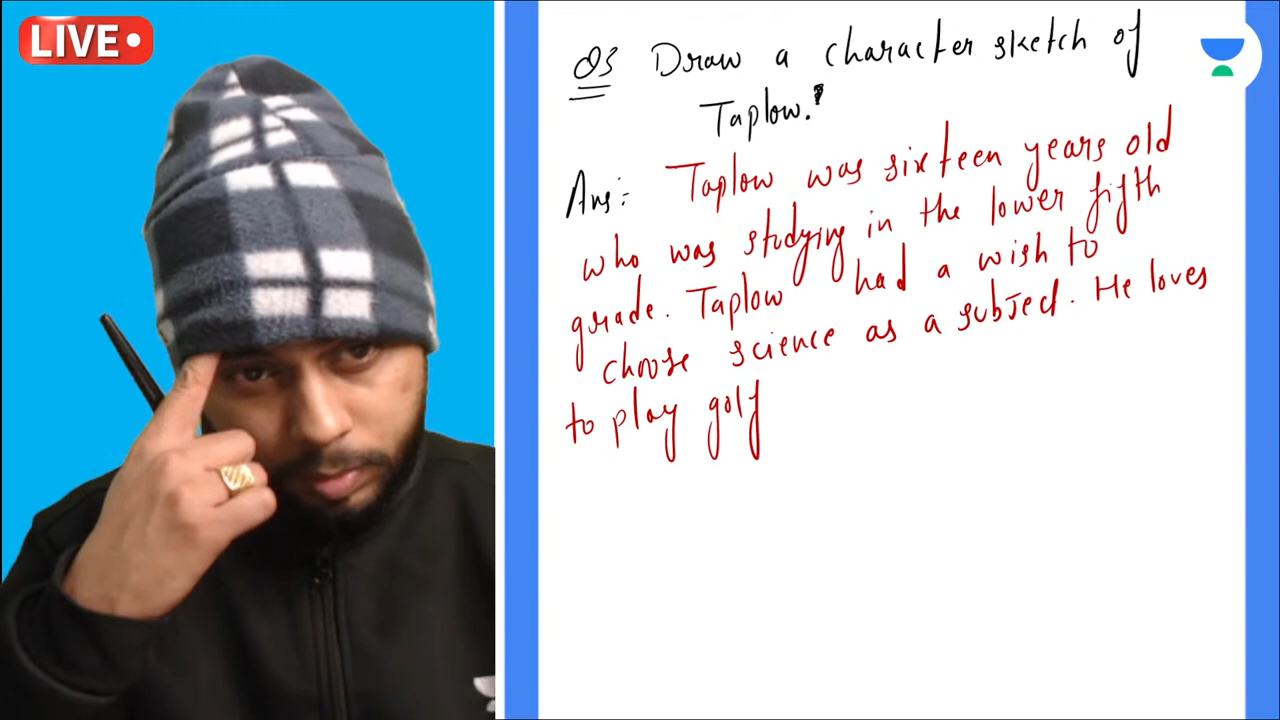 LIVE
Q3 Draw a character sketch of
Taplow.
Ans:- Taplow was sixteen years old
who was studying in the lower fifth
grade. Taplow had a wish to
choose science as a subject. He loves
to play golf